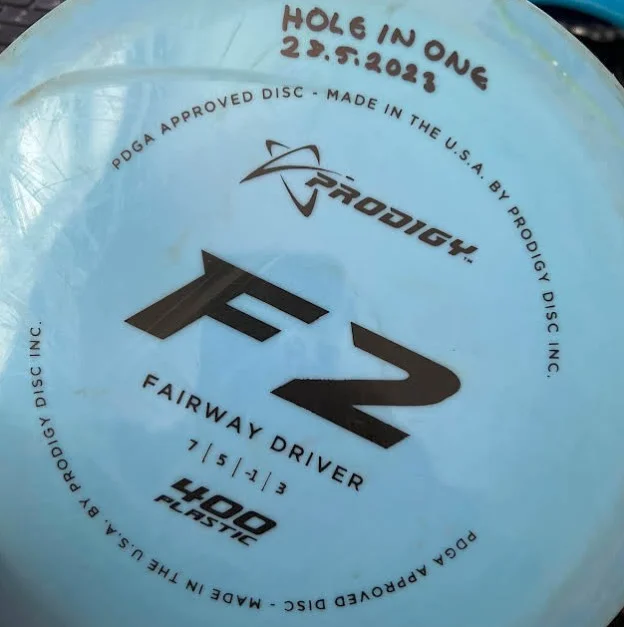 HOLE IN ONE
28.5.2023
PDGA APPROVED DISC - MADE IN THE U.S.A. BY PRODIGY DISC INC.
PRODIGY™
F2
FAIRWAY DRIVER
7 | 5 | -1 | 3
400
PLASTIC
PDGA APPROVED DISC - MADE IN THE U.S.A. BY PRODIGY DISC INC.